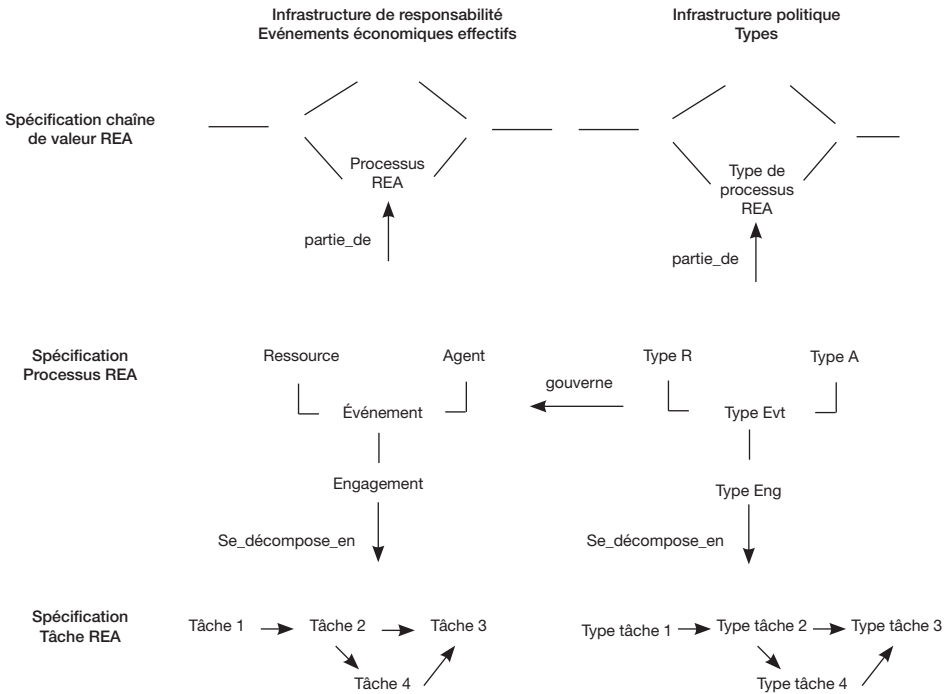 Infrastructure de responsabilité
Evénements économiques effectifs
Infrastructure politique
Types
Spécification chaîne
de valeur REA
Processus
REA
Type de
processus
REA
partie_de
partie_de
Spécification
Processus REA
Ressource
Agent
Type R
Type A
gouverne
Événement
Type Evt
Engagement
Type Eng
Se_décompose_en
Se_décompose_en
Spécification
Tâche REA
Tâche 1
Tâche 2
Tâche 3
Type tâche 1
Type tâche 2
Type tâche 3
Tâche 4
Type tâche 4